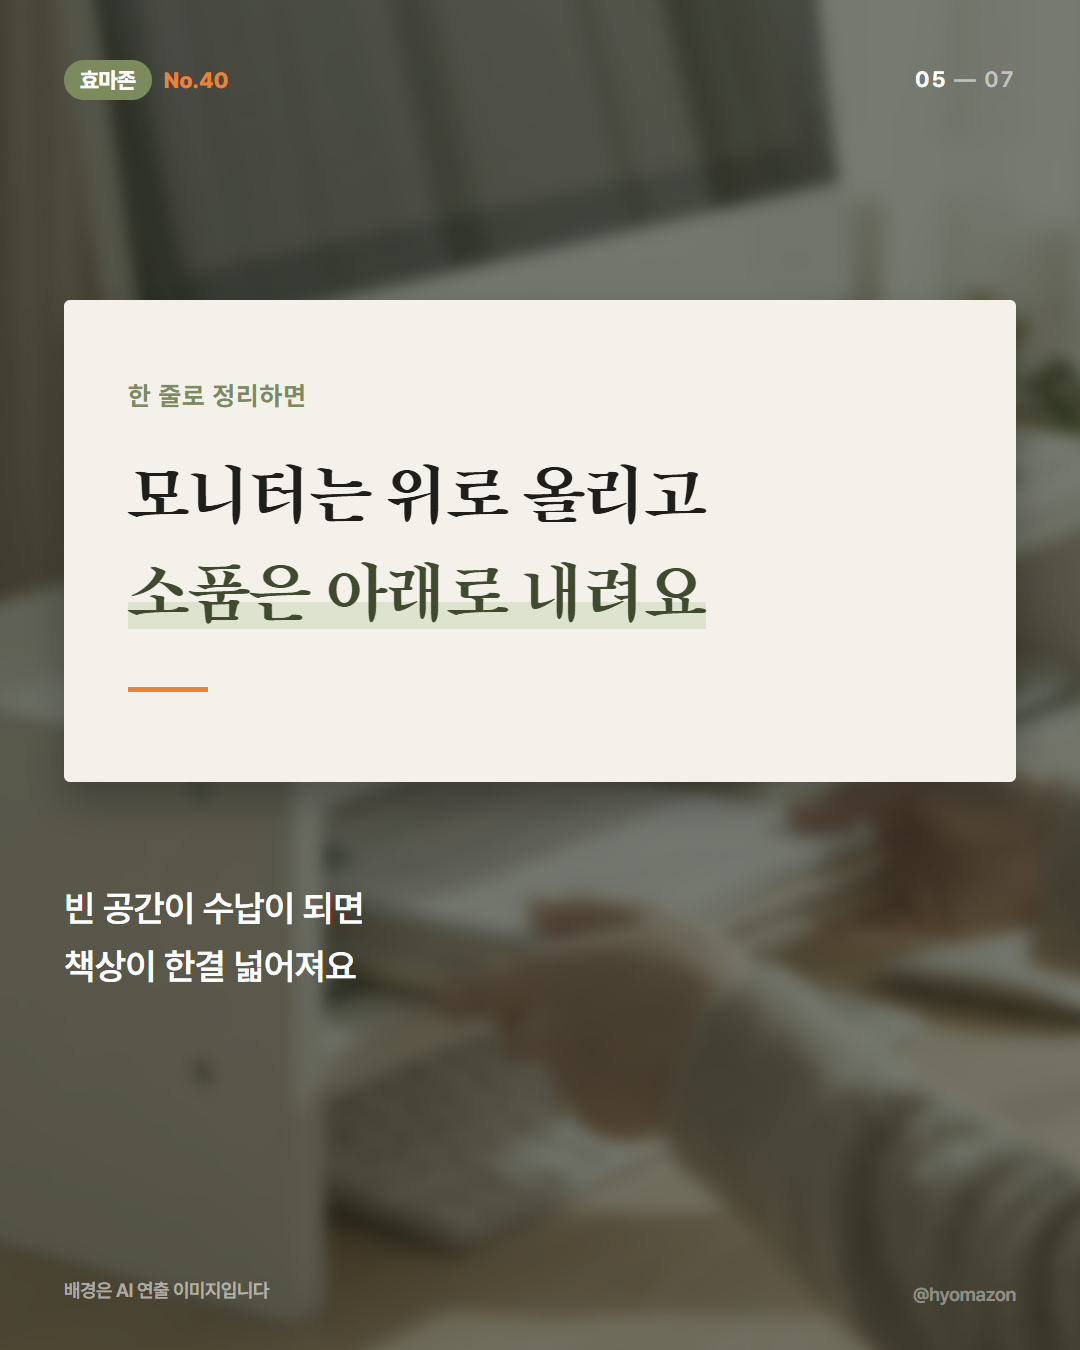 효마존 No.40
05 — 07
한 줄로 정리하면
모니터는 위로 올리고
소품은 아래로 내려요
빈 공간이 수납이 되면
책상이 한결 넓어져요
배경은 AI 연출 이미지입니다
@hyomazon